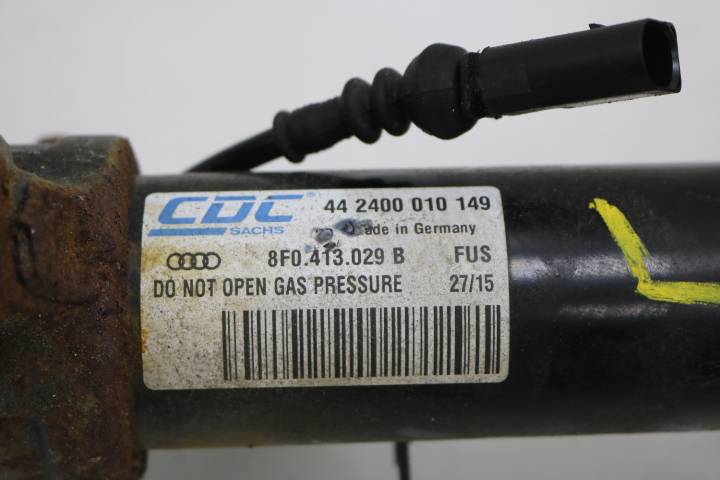 CDC® 44 2400 010 149
SACHS Made in Germany
8F0.413.029 B FUS
DO NOT OPEN GAS PRESSURE 27/15